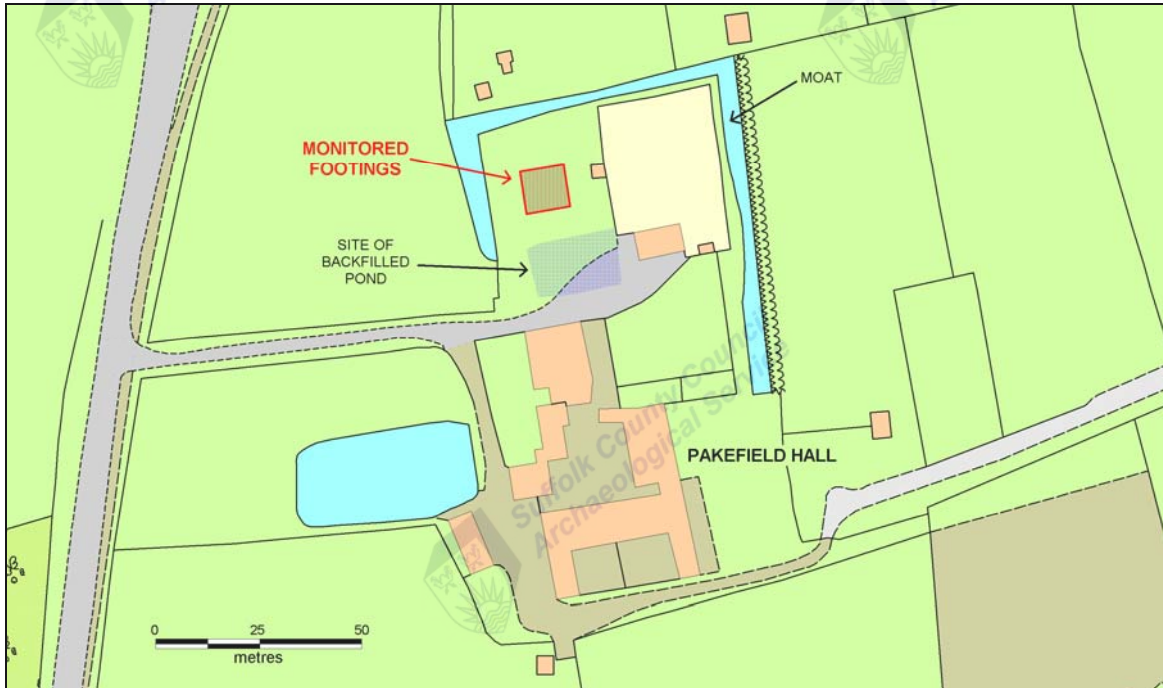 MOAT
MONITORED
FOOTINGS
SITE OF
BACKFILLED
POND
PAKEFIELD HALL
Suffolk County Council
Archaeological Service
0 25 50
metres